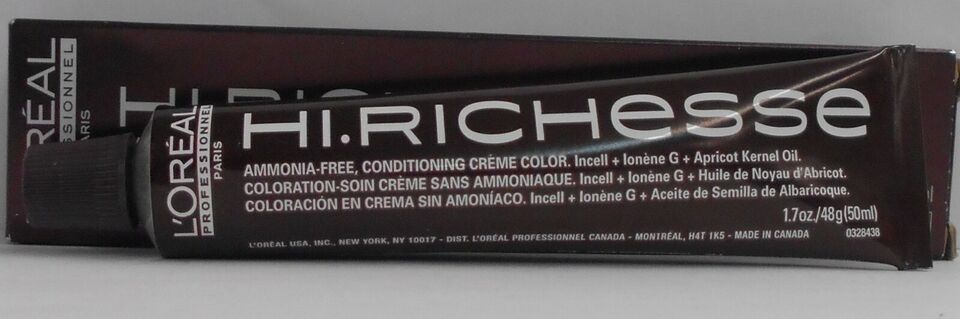 L'ORÉAL
PROFESSIONNEL
PARIS
HI.RICHESSE
AMMONIA-FREE, CONDITIONING CRÈME COLOR. Incell + Ionène G + Apricot Kernel Oil.
COLORATION-SOIN CRÈME SANS AMMONIAQUE. Incell + Ionène G + Huile de Noyau d'Abricot.
COLORACIÓN EN CREMA SIN AMONÍACO. Incell + Ionène G + Aceite de Semilla de Albaricoque.
1.7oz./48g (50ml)
L'ORÉAL USA, INC., NEW YORK, NY 10017 - DIST. L'ORÉAL PROFESSIONNEL CANADA - MONTRÉAL, H4T 1K5 - MADE IN CANADA 0328438